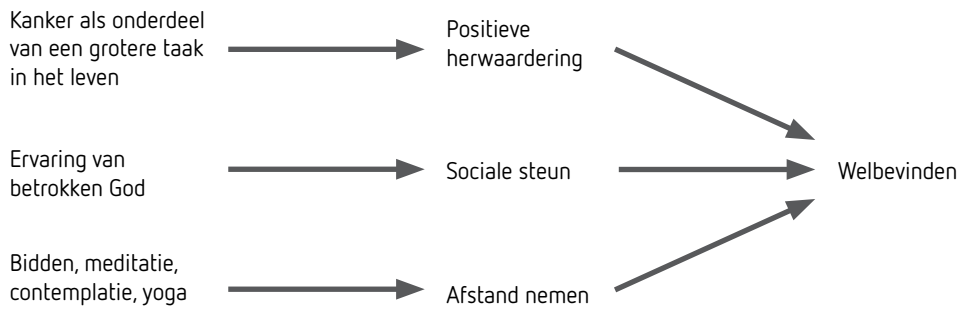 Kanker als onderdeel
van een grotere taak
in het leven
Positieve
herwaardering
Ervaring van
betrokken God
Sociale steun
Welbevinden
Bidden, meditatie,
contemplatie, yoga
Afstand nemen